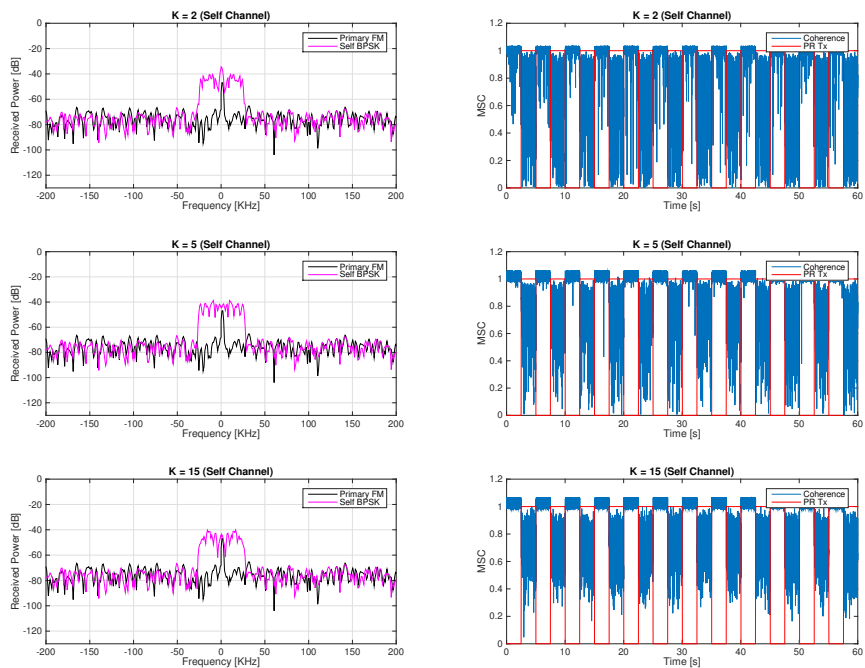 K = 2 (Self Channel)
Received Power [dB]
0
-20
-40
-60
-80
-100
-120
Primary FM
Self BPSK
-200 -150 -100 -50 0 50 100 150 200
Frequency [KHz]
K = 2 (Self Channel)
MSC
1
0.8
0.6
0.4
0.2
0
Coherence
PR Tx
0 10 20 30 40 50 60
Time [s]
K = 5 (Self Channel)
Received Power [dB]
0
-20
-40
-60
-80
-100
-120
Primary FM
Self BPSK
-200 -150 -100 -50 0 50 100 150 200
Frequency [KHz]
K = 5 (Self Channel)
MSC
1
0.8
0.6
0.4
0.2
0
Coherence
PR Tx
0 10 20 30 40 50 60
Time [s]
K = 15 (Self Channel)
Received Power [dB]
0
-20
-40
-60
-80
-100
-120
Primary FM
Self BPSK
-200 -150 -100 -50 0 50 100 150 200
Frequency [KHz]
K = 15 (Self Channel)
MSC
1
0.8
0.6
0.4
0.2
0
Coherence
PR Tx
0 10 20 30 40 50 60
Time [s]